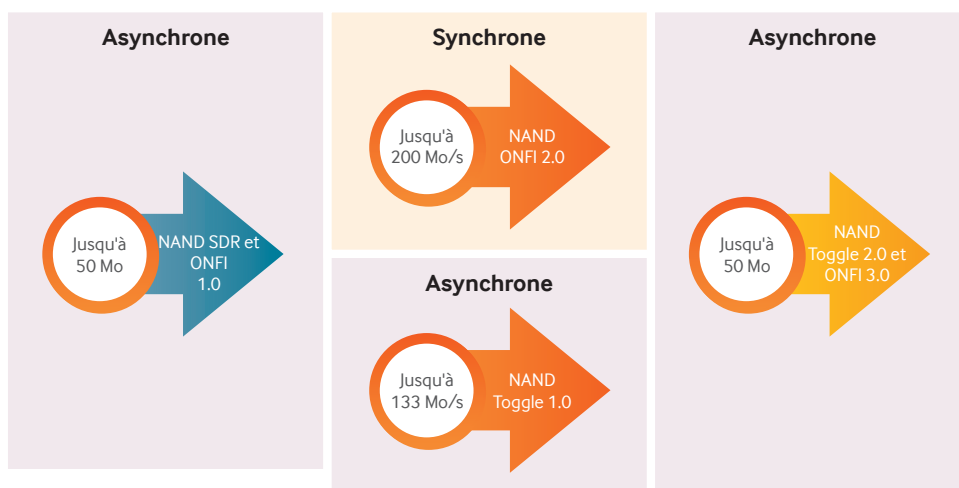 Asynchrone
Jusqu'à
50 Mo
NAND SDR et
ONFI
1.0
Synchrone
Jusqu'à
200 Mo/s
NAND
ONFI 2.0
Asynchrone
Jusqu'à
133 Mo/s
NAND
Toggle 1.0
Asynchrone
Jusqu'à
50 Mo
NAND
Toggle 2.0 et
ONFI 3.0